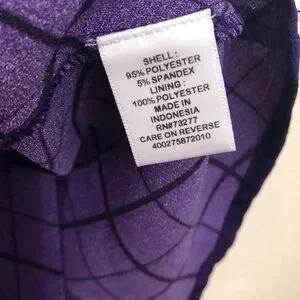 SHELL :
95% POLYESTER
5% SPANDEX
LINING :
100% POLYESTER
MADE IN
INDONESIA
RN#73277
CARE ON REVERSE
400275872010